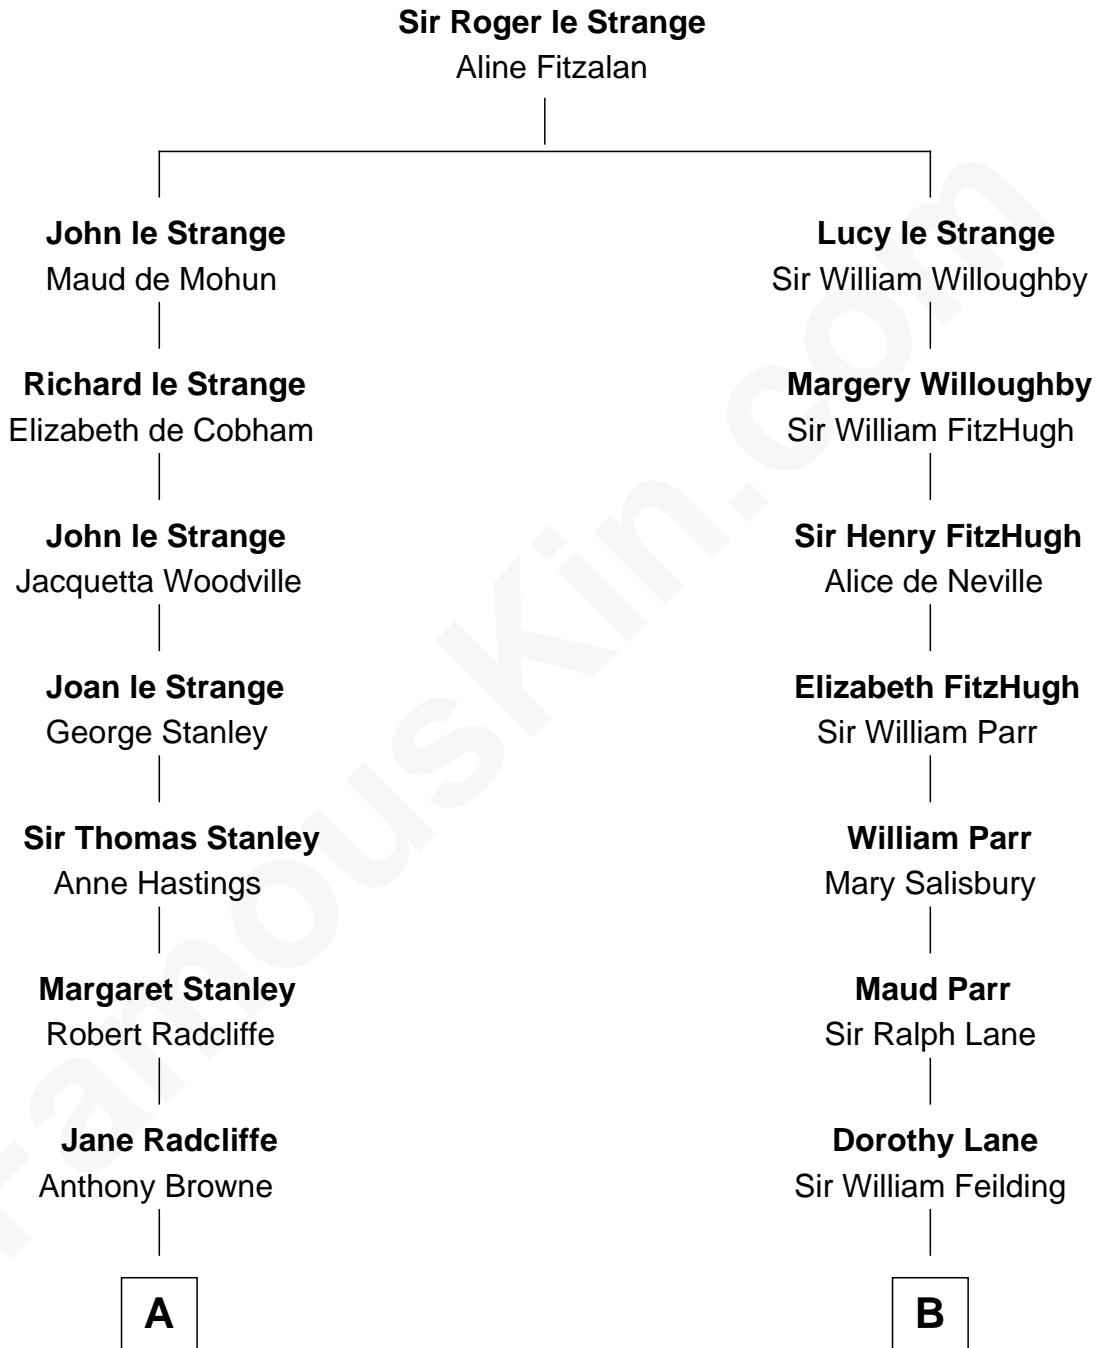 Sir Roger le Strange
Aline Fitzalan
John le Strange
Maud de Mohun
Lucy le Strange
Sir William Willoughby
Richard le Strange
Elizabeth de Cobham
Margery Willoughby
Sir William FitzHugh
John le Strange
Jacquetta Woodville
Sir Henry FitzHugh
Alice de Neville
Joan le Strange
George Stanley
Elizabeth FitzHugh
Sir William Parr
Sir Thomas Stanley
Anne Hastings
William Parr
Mary Salisbury
Margaret Stanley
Robert Radcliffe
Maud Parr
Sir Ralph Lane
Jane Radcliffe
Anthony Browne
Dorothy Lane
Sir William Feilding
A
B
FamousKin.com